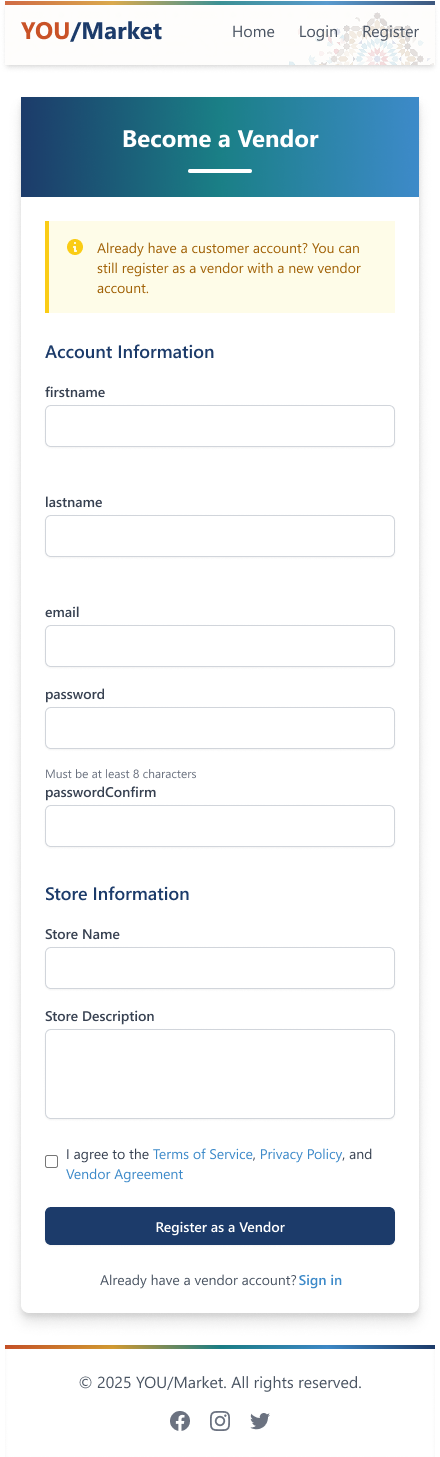 YOU/Market
Home Login Register
Become a Vendor
Already have a customer account? You can
still register as a vendor with a new vendor
account.
Account Information
firstname
lastname
email
password
Must be at least 8 characters
passwordConfirm
Store Information
Store Name
Store Description
I agree to the Terms of Service, Privacy Policy, and
Vendor Agreement
Register as a Vendor
Already have a vendor account? Sign in
© 2025 YOU/Market. All rights reserved.